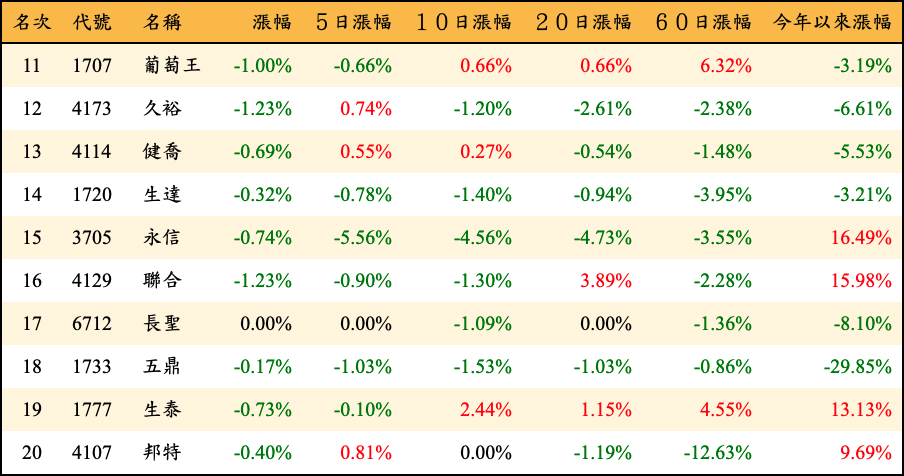 名次 代號 名稱 漲幅 5日漲幅 10日漲幅 20日漲幅 60日漲幅 今年以來漲幅
11 1707 葡萄王 -1.00% -0.66% 0.66% 0.66% 6.32% -3.19%
12 4173 久裕 -1.23% 0.74% -1.20% -2.61% -2.38% -6.61%
13 4114 健喬 -0.69% 0.55% 0.27% -0.54% -1.48% -5.53%
14 1720 生達 -0.32% -0.78% -1.40% -0.94% -3.95% -3.21%
15 3705 永信 -0.74% -5.56% -4.56% -4.73% -3.55% 16.49%
16 4129 聯合 -1.23% -0.90% -1.30% 3.89% -2.28% 15.98%
17 6712 長聖 0.00% 0.00% -1.09% 0.00% -1.36% -8.10%
18 1733 五鼎 -0.17% -1.03% -1.53% -1.03% -0.86% -29.85%
19 1777 生泰 -0.73% -0.10% 2.44% 1.15% 4.55% 13.13%
20 4107 邦特 -0.40% 0.81% 0.00% -1.19% -12.63% 9.69%